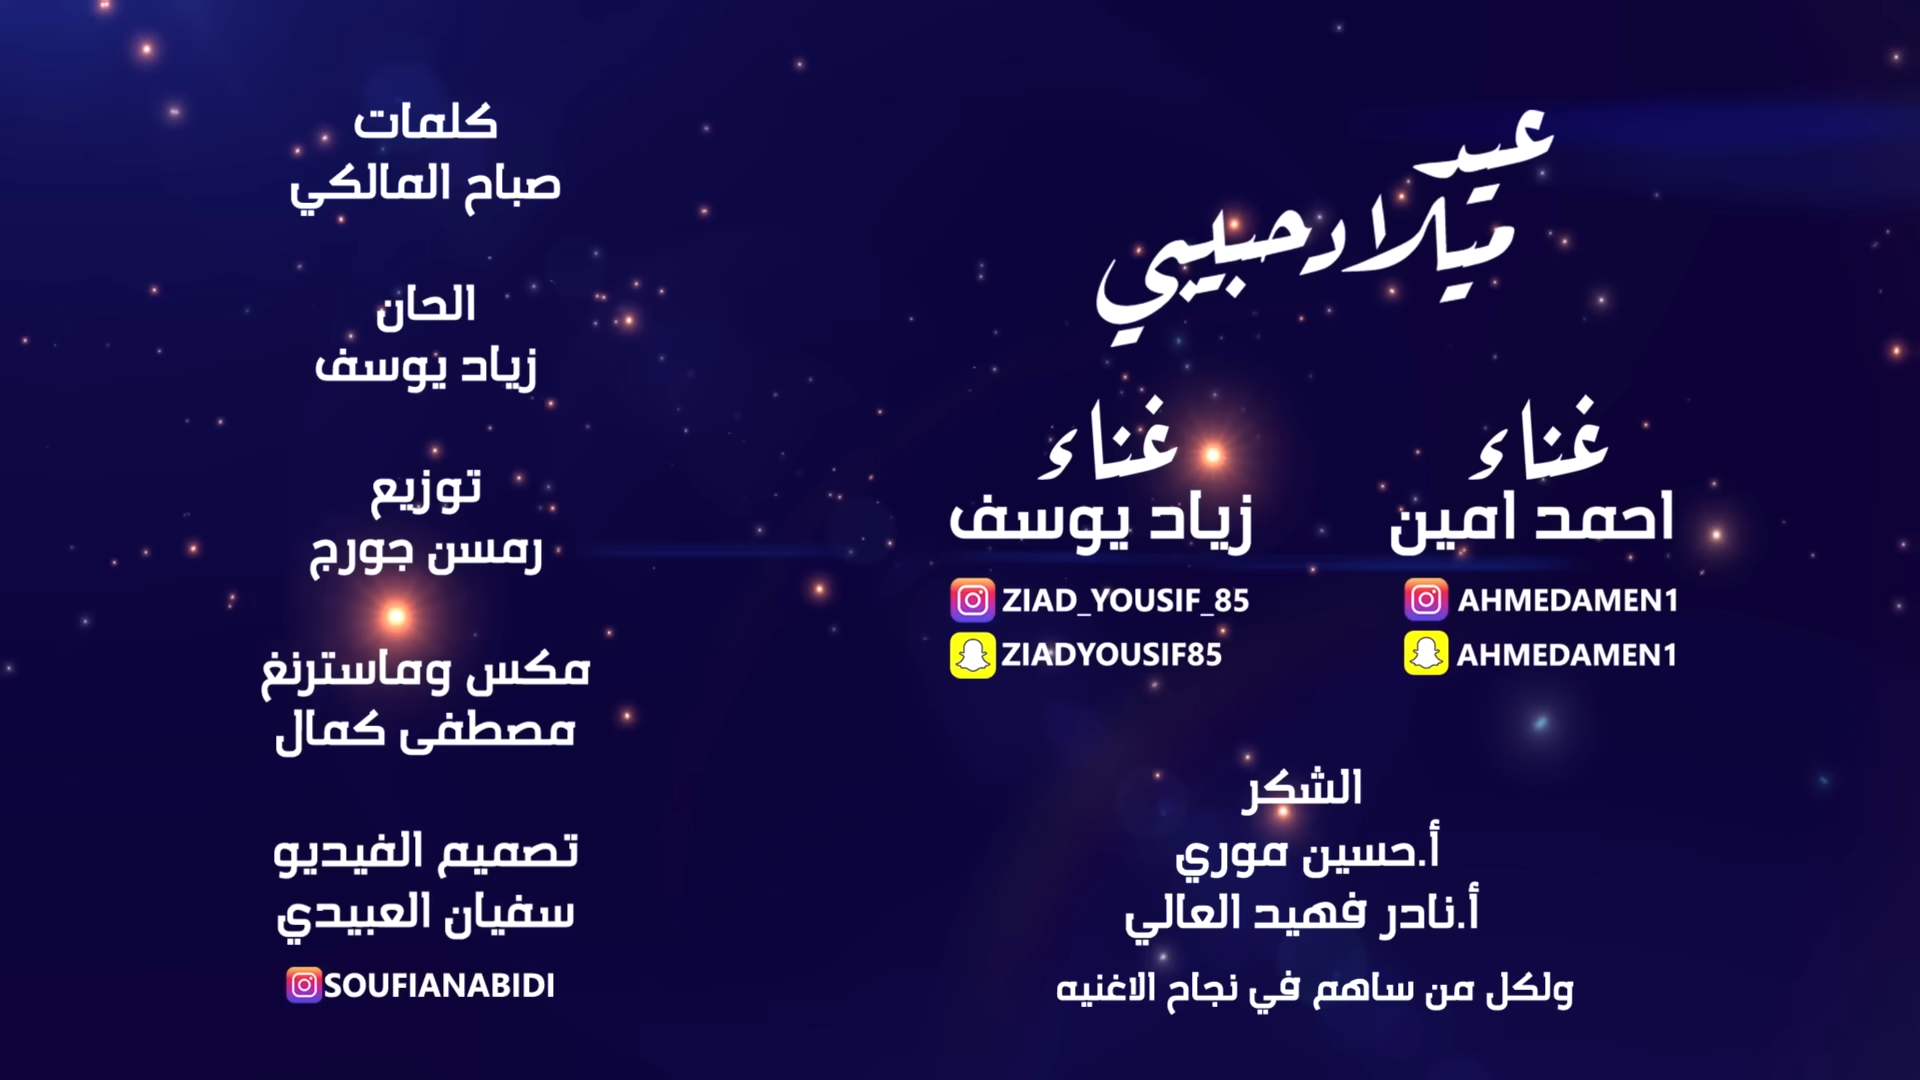 عيد
ميلاد حبيبي
غناء
احمد امين
AHMEDAMEN1
AHMEDAMEN1
غناء
زياد يوسف
ZIAD_YOUSIF_85
ZIADYOUSIF85
الشكر
أ.حسين موري
أ.نادر فهيد العالي
ولكل من ساهم في نجاح الاغنيه
كلمات
صباح المالكي
الحان
زياد يوسف
توزيع
رمسن جورج
مكس وماسترنغ
مصطفى كمال
تصميم الفيديو
سفيان العبيدي
SOUFIANABIDI